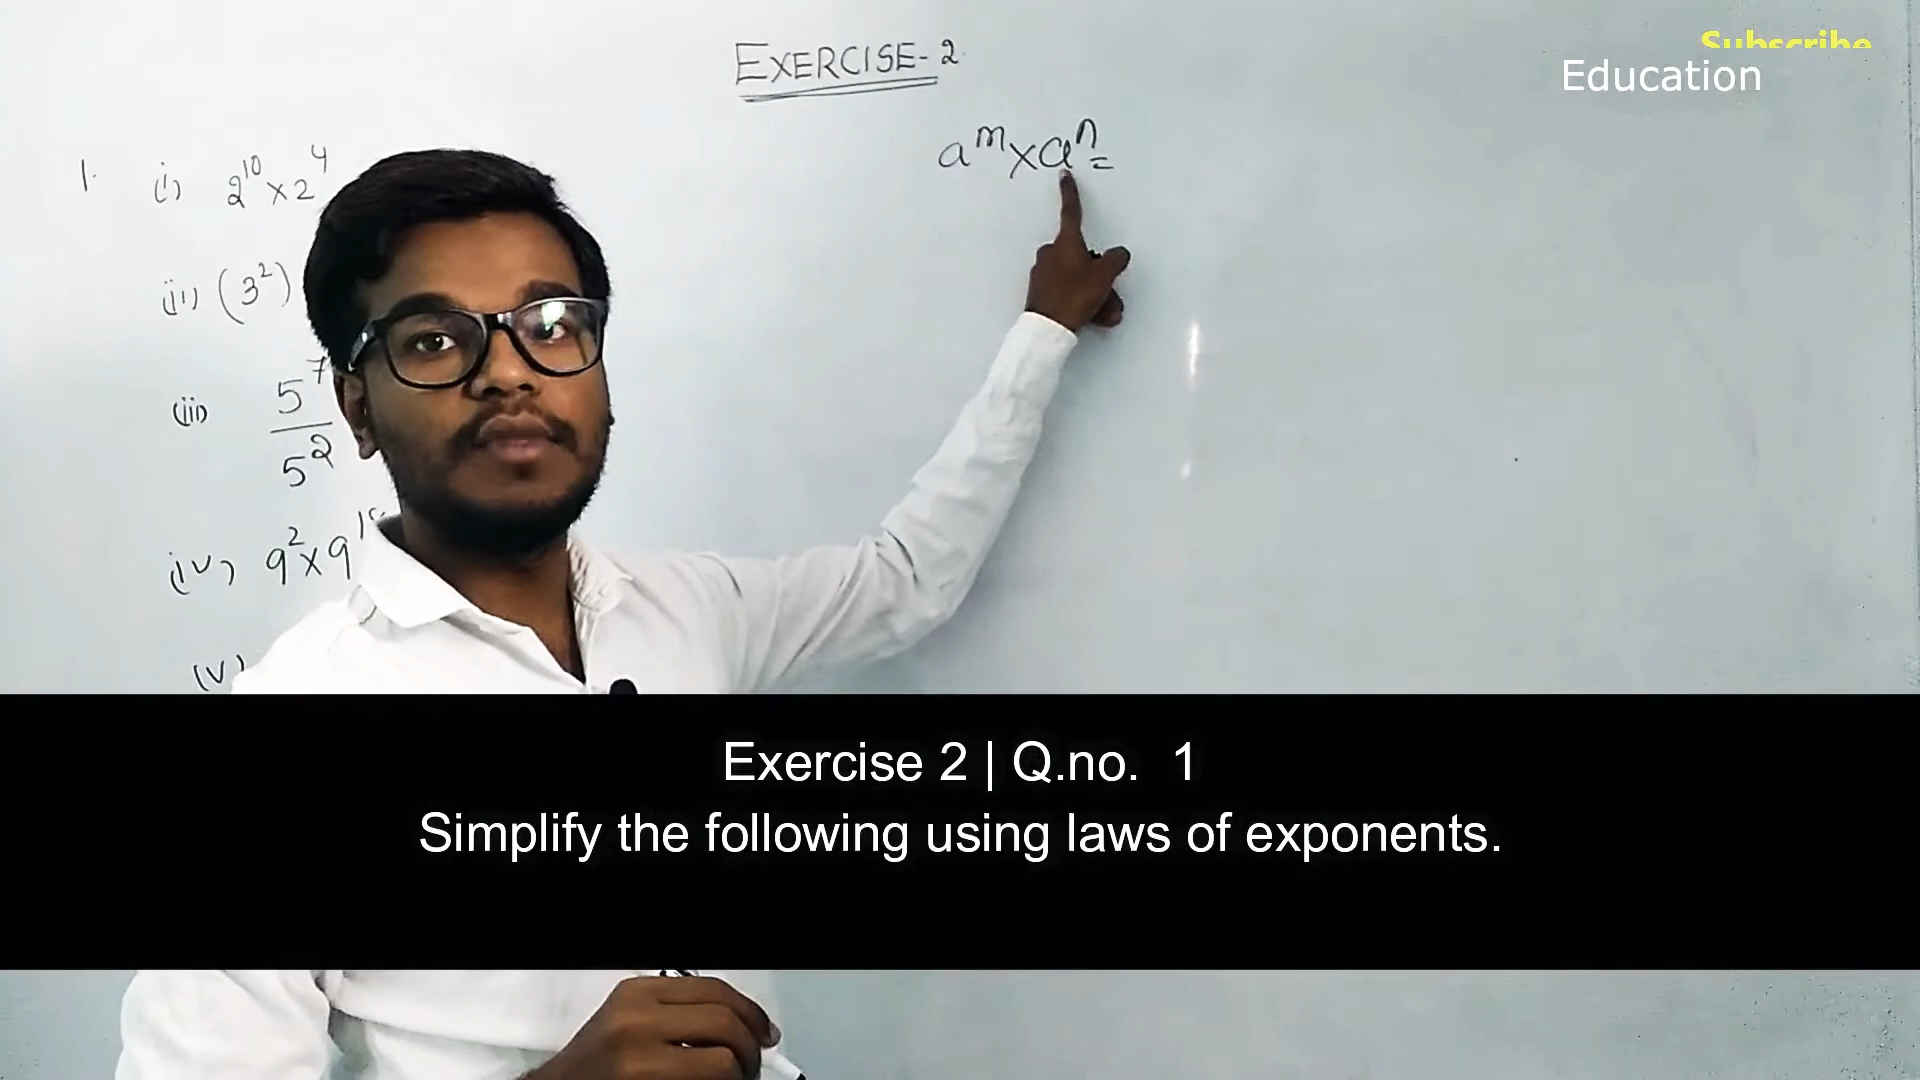 Subscribe
Education
EXERCISE-2.
a^m × a^n =
1. (i) 2^10 × 2^4
(ii) (3^2)
(iii) 5^7
5^2
(iv) 9^2 × 9
(v)
Exercise 2 | Q.no. 1
Simplify the following using laws of exponents.